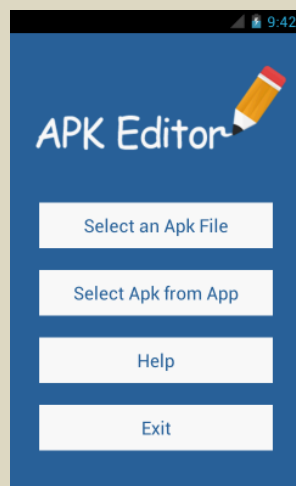 9:42
APK Editor
Select an Apk File
Select Apk from App
Help
Exit